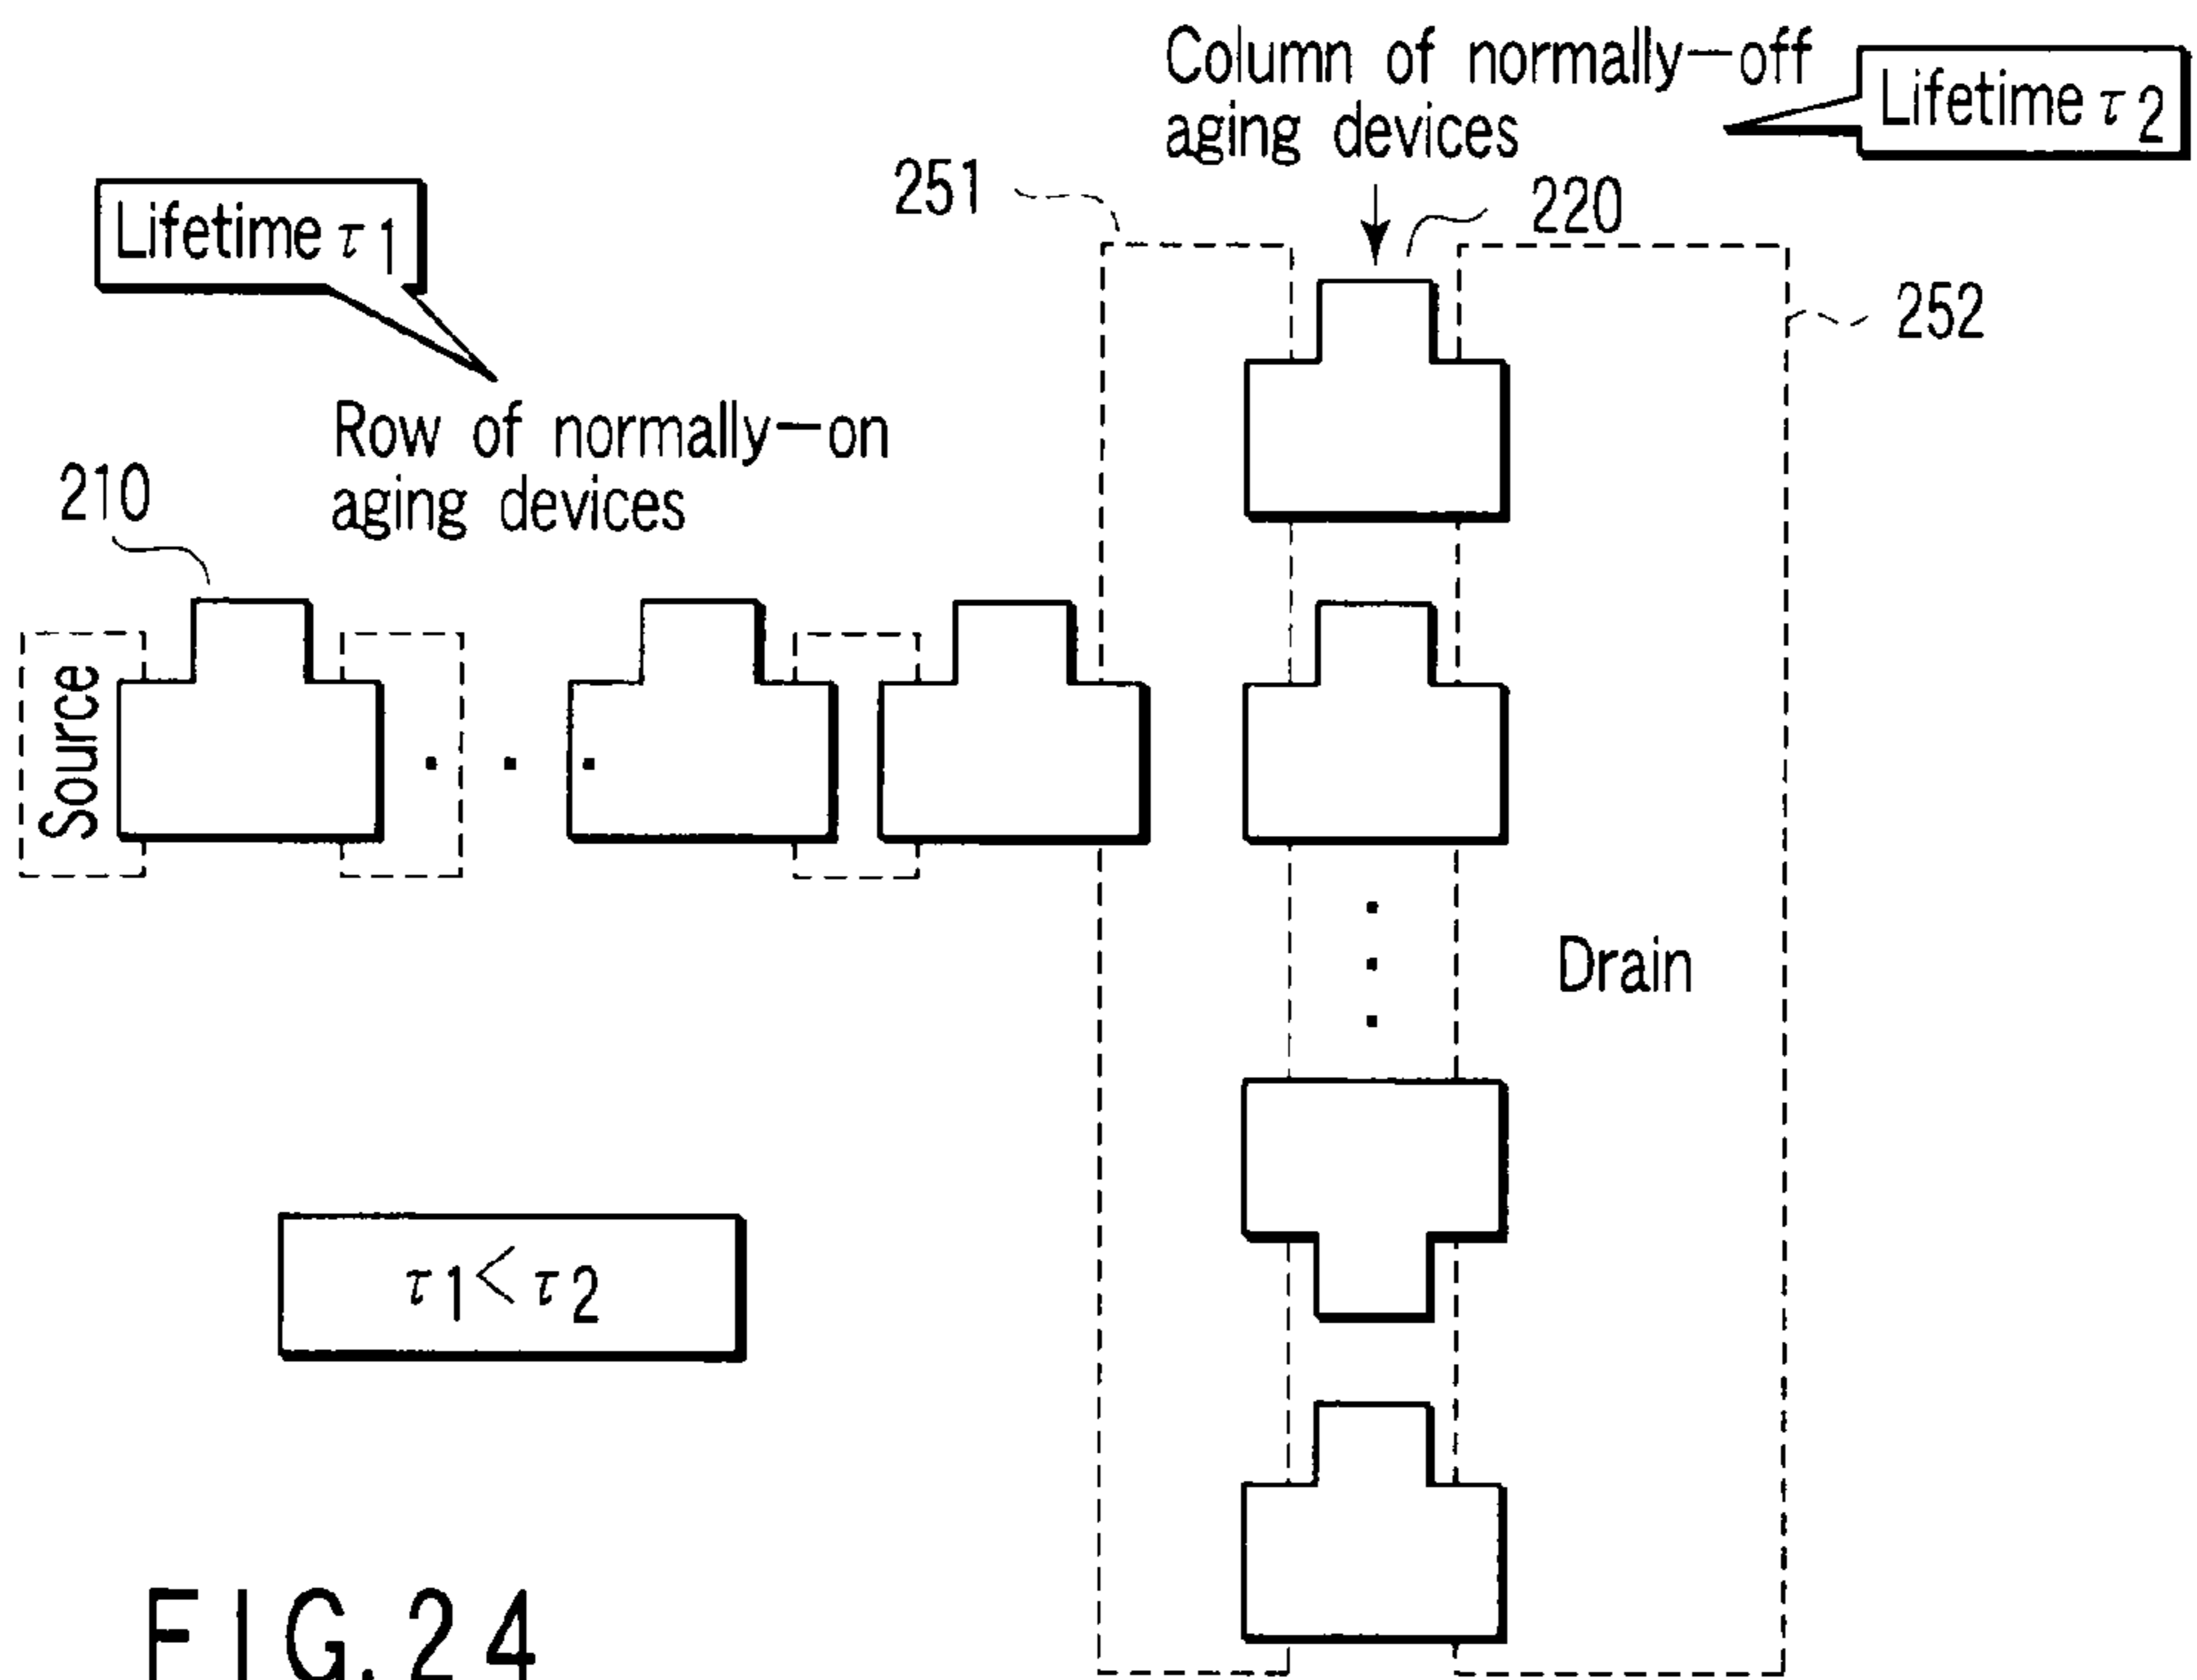 Column of normally-off
aging devices
Lifetime τ2
251
220
Lifetime τ1
252
Row of normally-on
aging devices
210
Source
Drain
τ1<τ2
FIG. 24